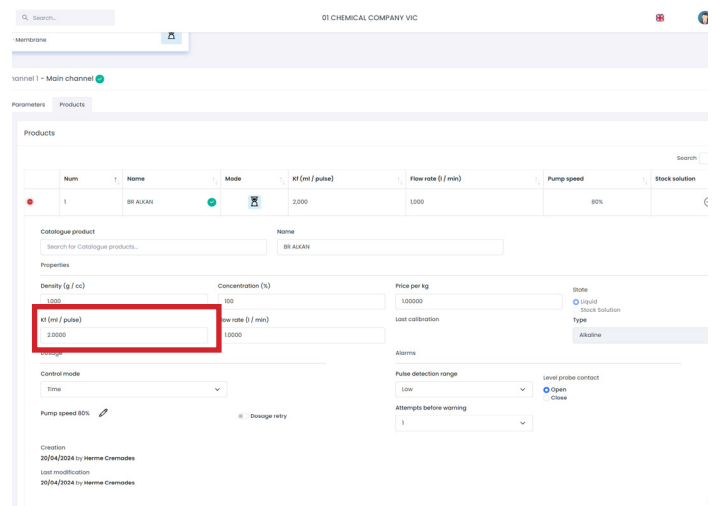 Search...
01 CHEMICAL COMPANY VIC
- Membrane
annel 1 - Main channel
Parameters Products
Products
Search
Num Name Mode Kf (ml / pulse) Flow rate (l / min) Pump speed Stock solution
1 BR ALKAN 2,000 1,000 80%
Catalogue product Name
Search for Catalogue products... BR ALKAN
Properties
Density (g / cc) Concentration (%) Price per kg State
1.000 100 1.00000 Liquid
Stock Solution
Kf (ml / pulse) low rate (l / min) Last calibration Type
2.0000 1.0000 Alkaline
Dosage Alarms
Control mode Pulse detection range Level probe contact
Time Low Open
Close
Pump speed 80% Dosage retry Attempts before warning
1
Creation
20/04/2024 by Herme Cremades
Last modification
20/04/2024 by Herme Cremades